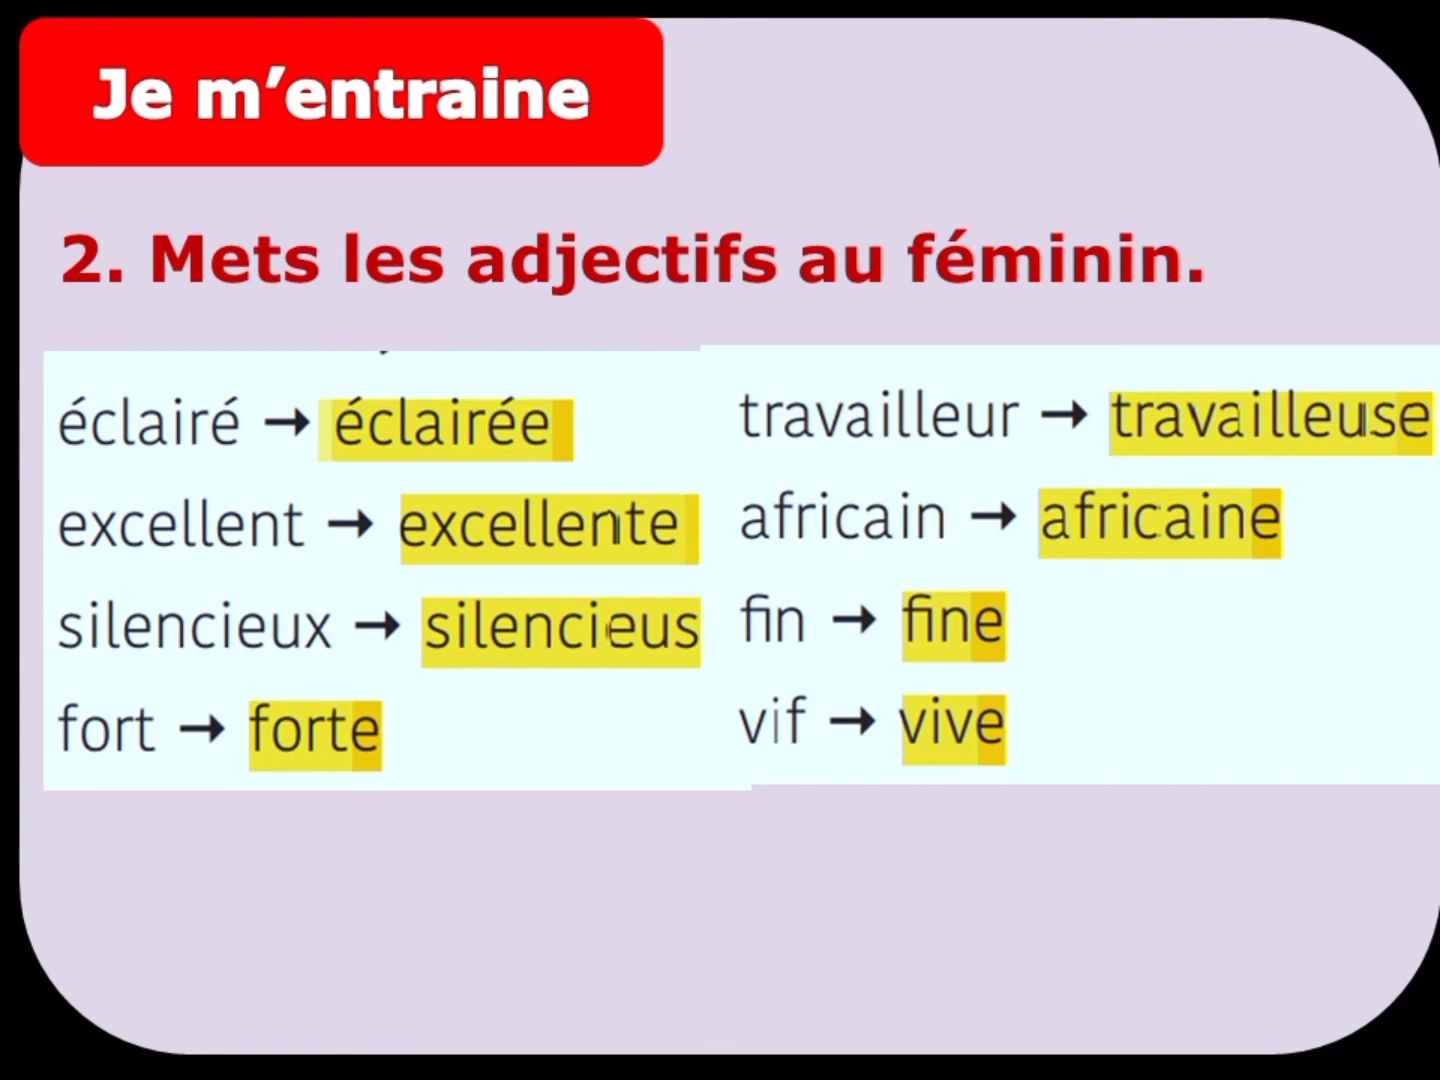 Je m’entraine
2. Mets les adjectifs au féminin.
éclairé → éclairée
excellent → excellente
silencieux → silencieus
fort → forte
travailleur → travailleuse
africain → africaine
fin → fine
vif → vive